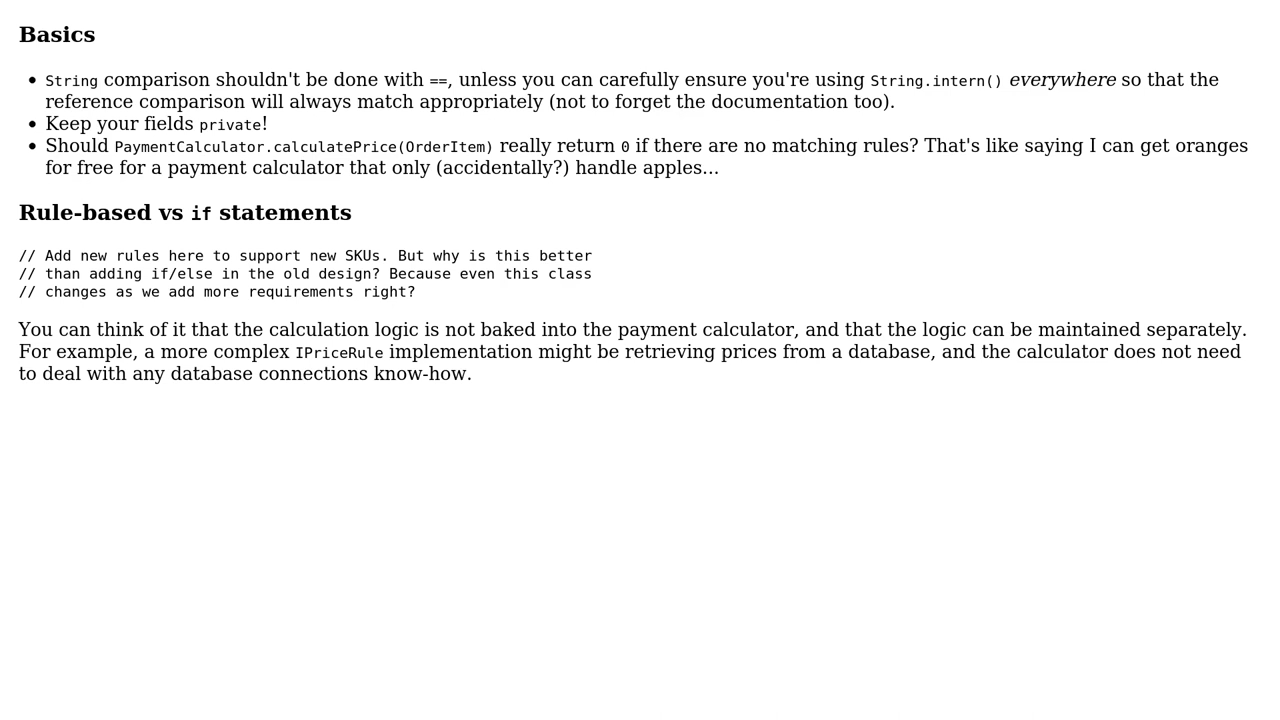 Basics
String comparison shouldn't be done with ==, unless you can carefully ensure you're using String.intern() everywhere so that the
reference comparison will always match appropriately (not to forget the documentation too).
Keep your fields private!
Should PaymentCalculator.calculatePrice(OrderItem) really return 0 if there are no matching rules? That's like saying I can get oranges
for free for a payment calculator that only (accidentally?) handle apples...
Rule-based vs if statements
// Add new rules here to support new SKUs. But why is this better
// than adding if/else in the old design? Because even this class
// changes as we add more requirements right?
You can think of it that the calculation logic is not baked into the payment calculator, and that the logic can be maintained separately.
For example, a more complex IPriceRule implementation might be retrieving prices from a database, and the calculator does not need
to deal with any database connections know-how.